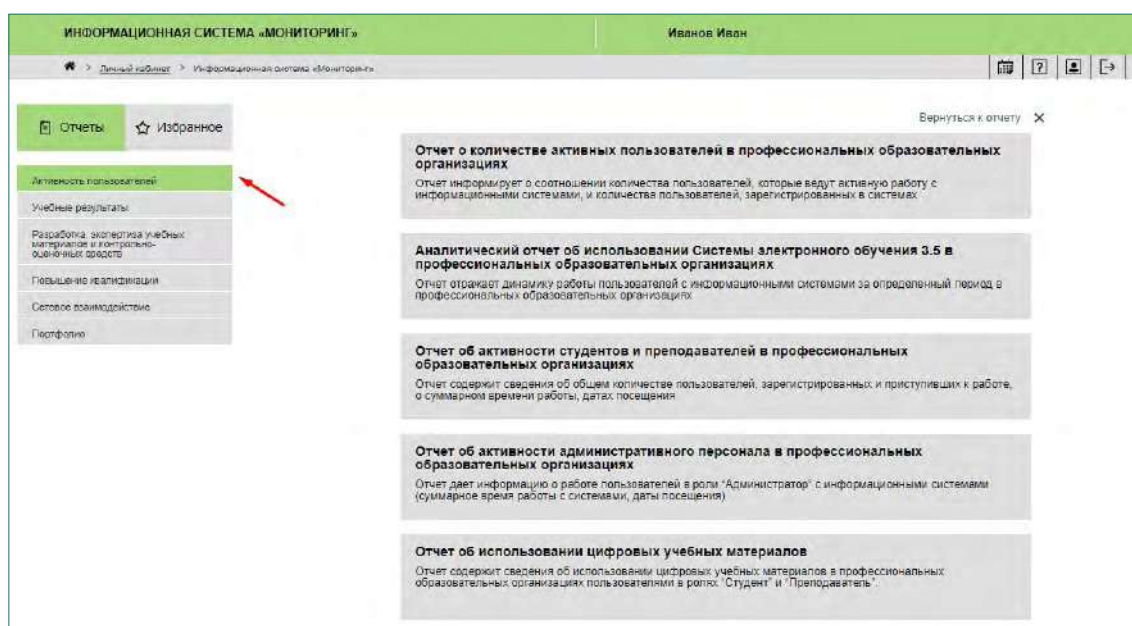 ИНФОРМАЦИОННАЯ СИСТЕМА «МОНИТОРИНГ»
Иванов Иван
> Личный кабинет > Информационная система «Мониторинг»
Отчеты
Избранное
Вернуться к отчету
Активность пользователей
Учебные результаты
Разработка, экспертиза учебных
материалов и контрольно-
оценочных средств
Повышение квалификации
Сетевое взаимодействие
Портфолио
Отчет о количестве активных пользователей в профессиональных образовательных
организациях
Отчет информирует о соотношении количества пользователей, которые ведут активную работу с
информационными системами, и количества пользователей, зарегистрированных в системах
Аналитический отчет об использовании Системы электронного обучения 3.5 в
профессиональных образовательных организациях
Отчет отражает динамику работы пользователей с информационными системами за определенный период в
профессиональных образовательных организациях
Отчет об активности студентов и преподавателей в профессиональных
образовательных организациях
Отчет содержит сведения об общем количестве пользователей, зарегистрированных и приступивших к работе,
о суммарном времени работы, датах посещения
Отчет об активности административного персонала в профессиональных
образовательных организациях
Отчет дает информацию о работе пользователей в роли "Администратор" с информационными системами
(суммарное время работы с системами, даты посещения)
Отчет об использовании цифровых учебных материалов
Отчет содержит сведения об использовании цифровых учебных материалов в профессиональных
образовательных организациях пользователями в ролях "Студент" и "Преподаватель".